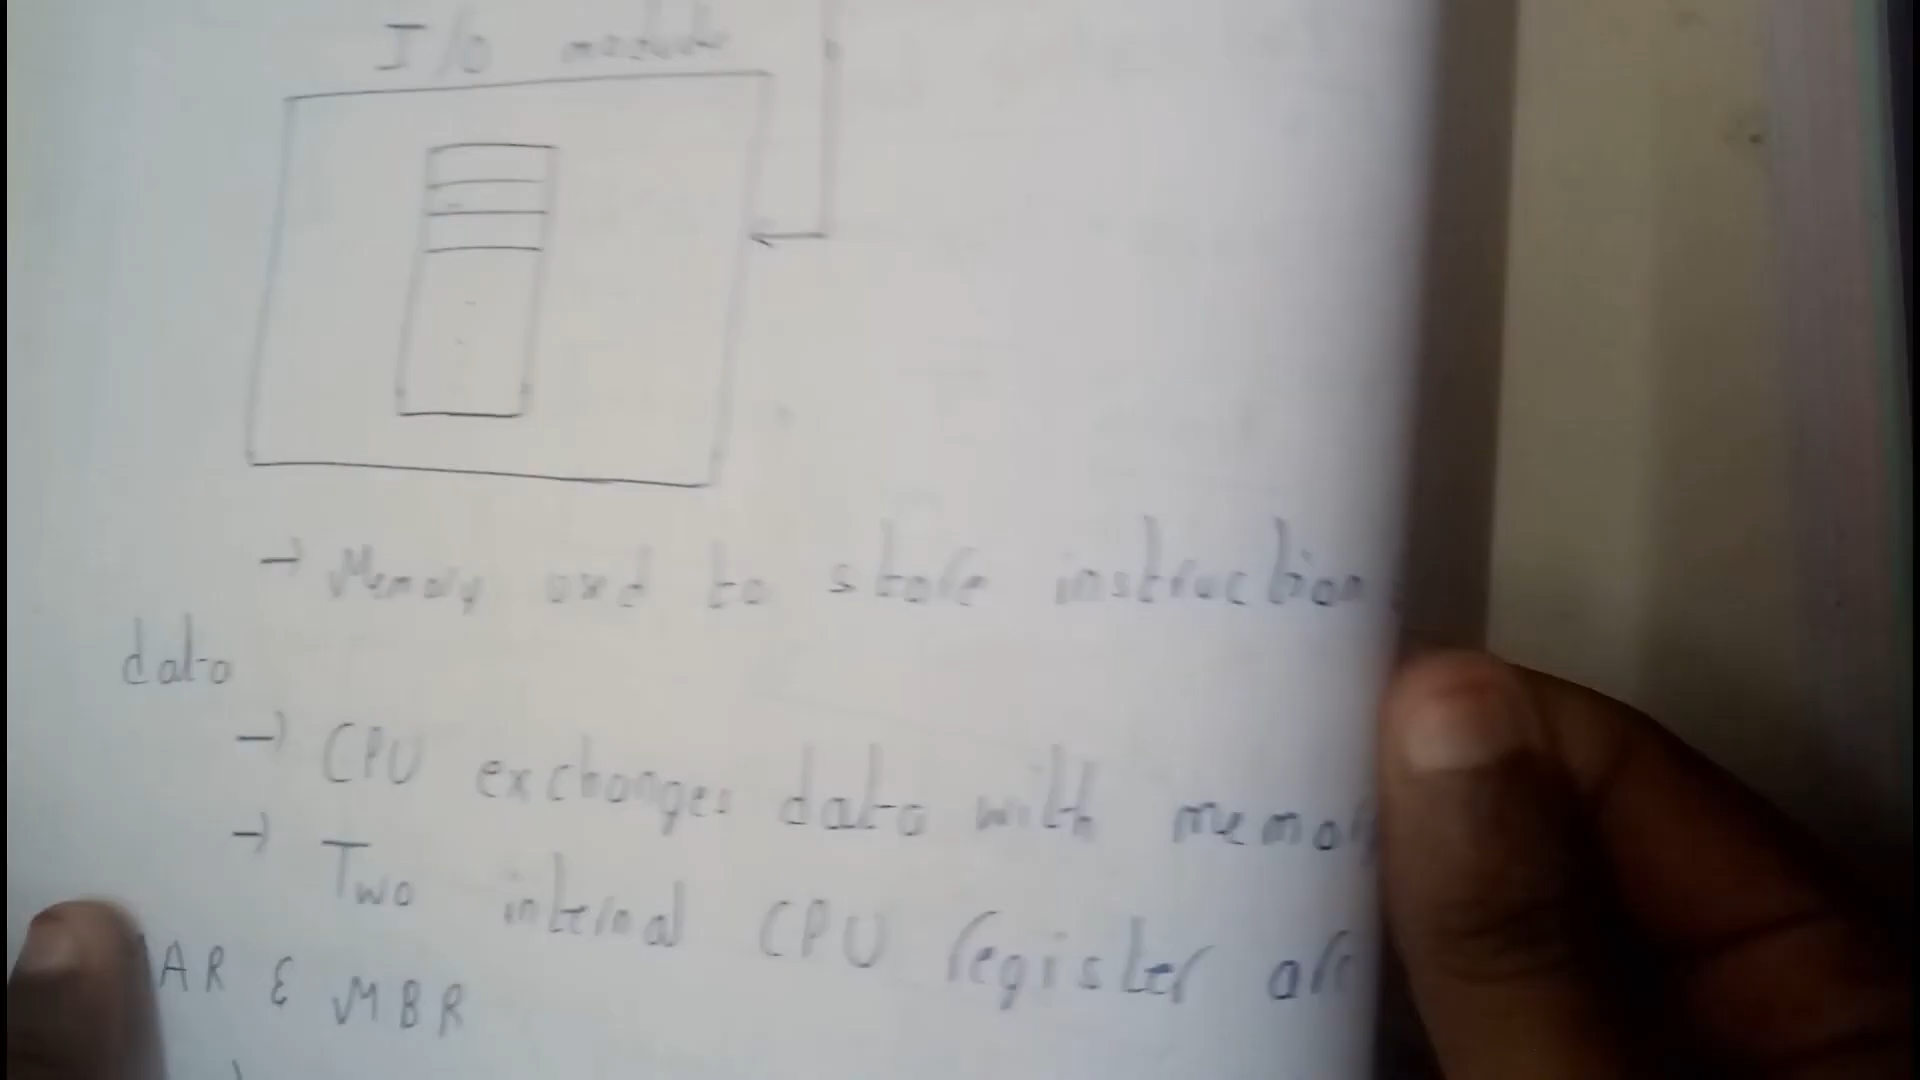 I/O module
→ Memory used to store instruction
data
→ CPU exchanges data with memory
→ Two internal CPU register are
AR & MBR